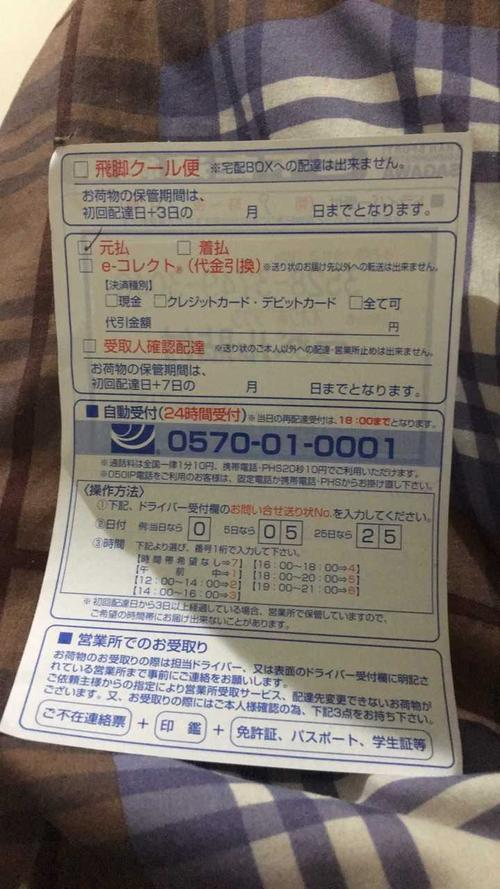 □ 飛脚クール便 ※宅配BOXへの配達は出来ません。
お荷物の保管期間は、
初回配達日+3日の 月 日までとなります。
□ 元払 □ 着払
□ e-コレクト®(代金引換) ※送り状のお届け先以外への転送は出来ません。
【決済種別】
□現金 □クレジットカード・デビットカード □全て可
代引金額 円
□ 受取人確認配達 ※送り状のご本人以外への配達・営業所止めは出来ません。
お荷物の保管期間は、
初回配達日+7日の 月 日までとなります。
■ 自動受付(24時間受付) ※当日の再配達受付は、18:00までとなります。
0570-01-0001
※通話料は全国一律1分10円、携帯電話・PHS20秒10円でご利用いただけます。
※050IP電話をご利用のお客様は、固定電話か携帯電話・PHSからお掛け直し下さい。
〈操作方法〉
①下記、ドライバー受付欄のお問い合せ送り状No.を入力してください。
②日付 例.当日なら 0 5日なら 05 25日なら 25
③時間 下記より選び、番号1桁で入力して下さい。
【時間帯希望なし⇒7】 【16:00~18:00⇒4】
【午前中⇒1】 【18:00~20:00⇒5】
【12:00~14:00⇒2】 【19:00~21:00⇒6】
【14:00~16:00⇒3】
※初回配達日から3日以上経過している場合、営業所で保管していますので、
ご希望の時間帯にお届け出来ないことがあります。
■ 営業所でのお受取り
お荷物のお受取りの際は担当ドライバー、又は表面のドライバー受付欄に明記さ
れている営業所まで事前にご連絡をお願いします。
ご依頼主様からの指定により営業所受取サービス、配達先変更できないお荷物が
ございます。又、お受取りの際にはご本人様確認の為、下記3点をお持ち下さい。
ご不在連絡票 + 印 鑑 + 免許証、パスポート、学生証等